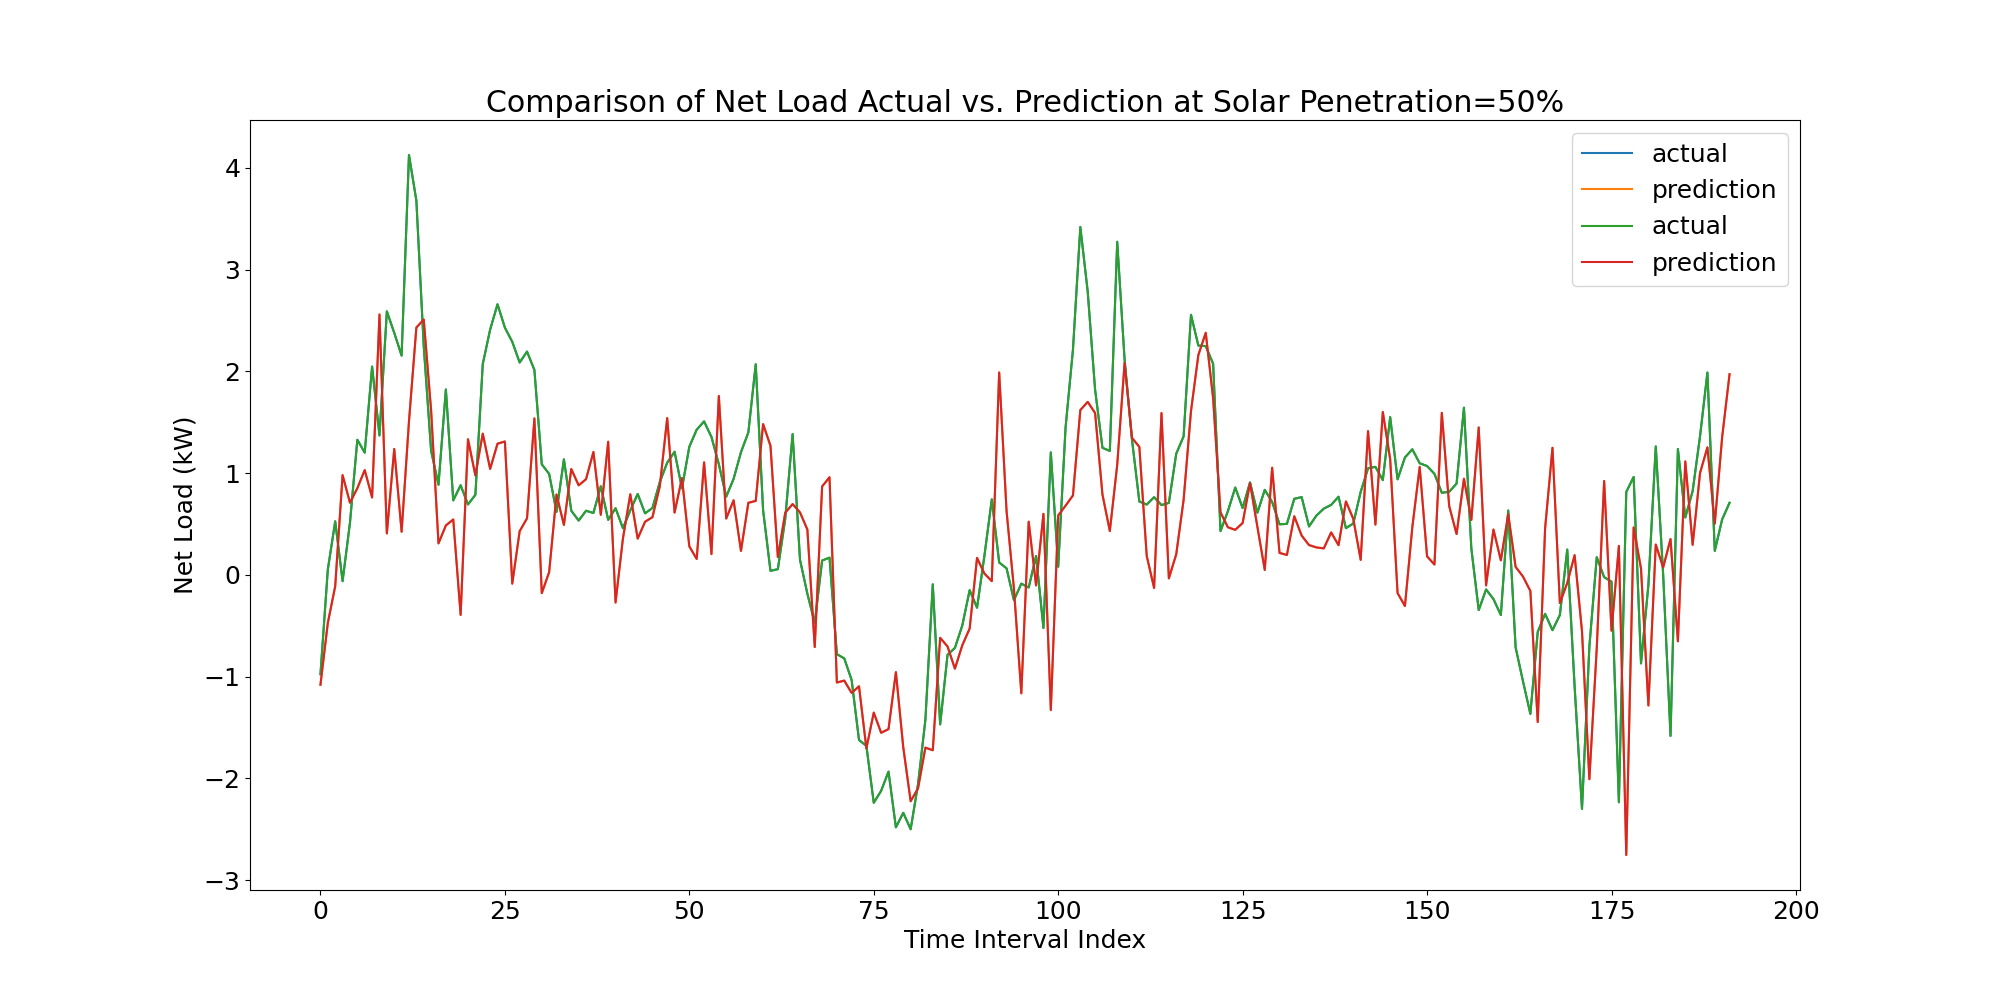 Comparison of Net Load Actual vs. Prediction at Solar Penetration=50%
actual
prediction
actual
prediction
4
3
2
1
0
−1
−2
−3
Net Load (kW)
0 25 50 75 100 125 150 175 200
Time Interval Index